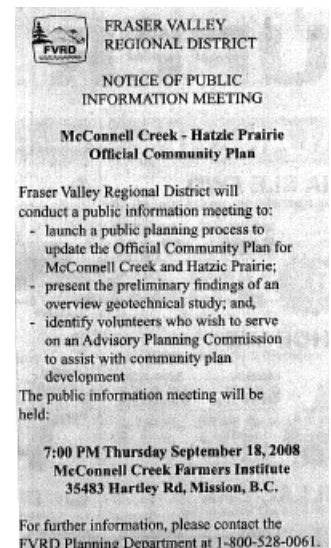 FRASER VALLEY
REGIONAL DISTRICT
FVRD
NOTICE OF PUBLIC
INFORMATION MEETING
McConnell Creek - Hatzic Prairie
Official Community Plan
Fraser Valley Regional District will
conduct a public information meeting to:
- launch a public planning process to
update the Official Community Plan for
McConnell Creek and Hatzic Prairie;
- present the preliminary findings of an
overview geotechnical study; and,
- identify volunteers who wish to serve
on an Advisory Planning Commission
to assist with community plan
development
The public information meeting will be
held:
7:00 PM Thursday September 18, 2008
McConnell Creek Farmers Institute
35483 Hartley Rd, Mission, B.C.
For further information, please contact the
FVRD Planning Department at 1-800-528-0061.